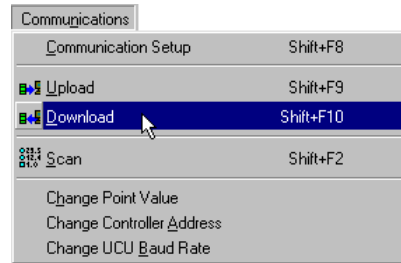 Communications
Communication Setup Shift+F8
Upload Shift+F9
Download Shift+F10
Scan Shift+F2
Change Point Value
Change Controller Address
Change UCU Baud Rate